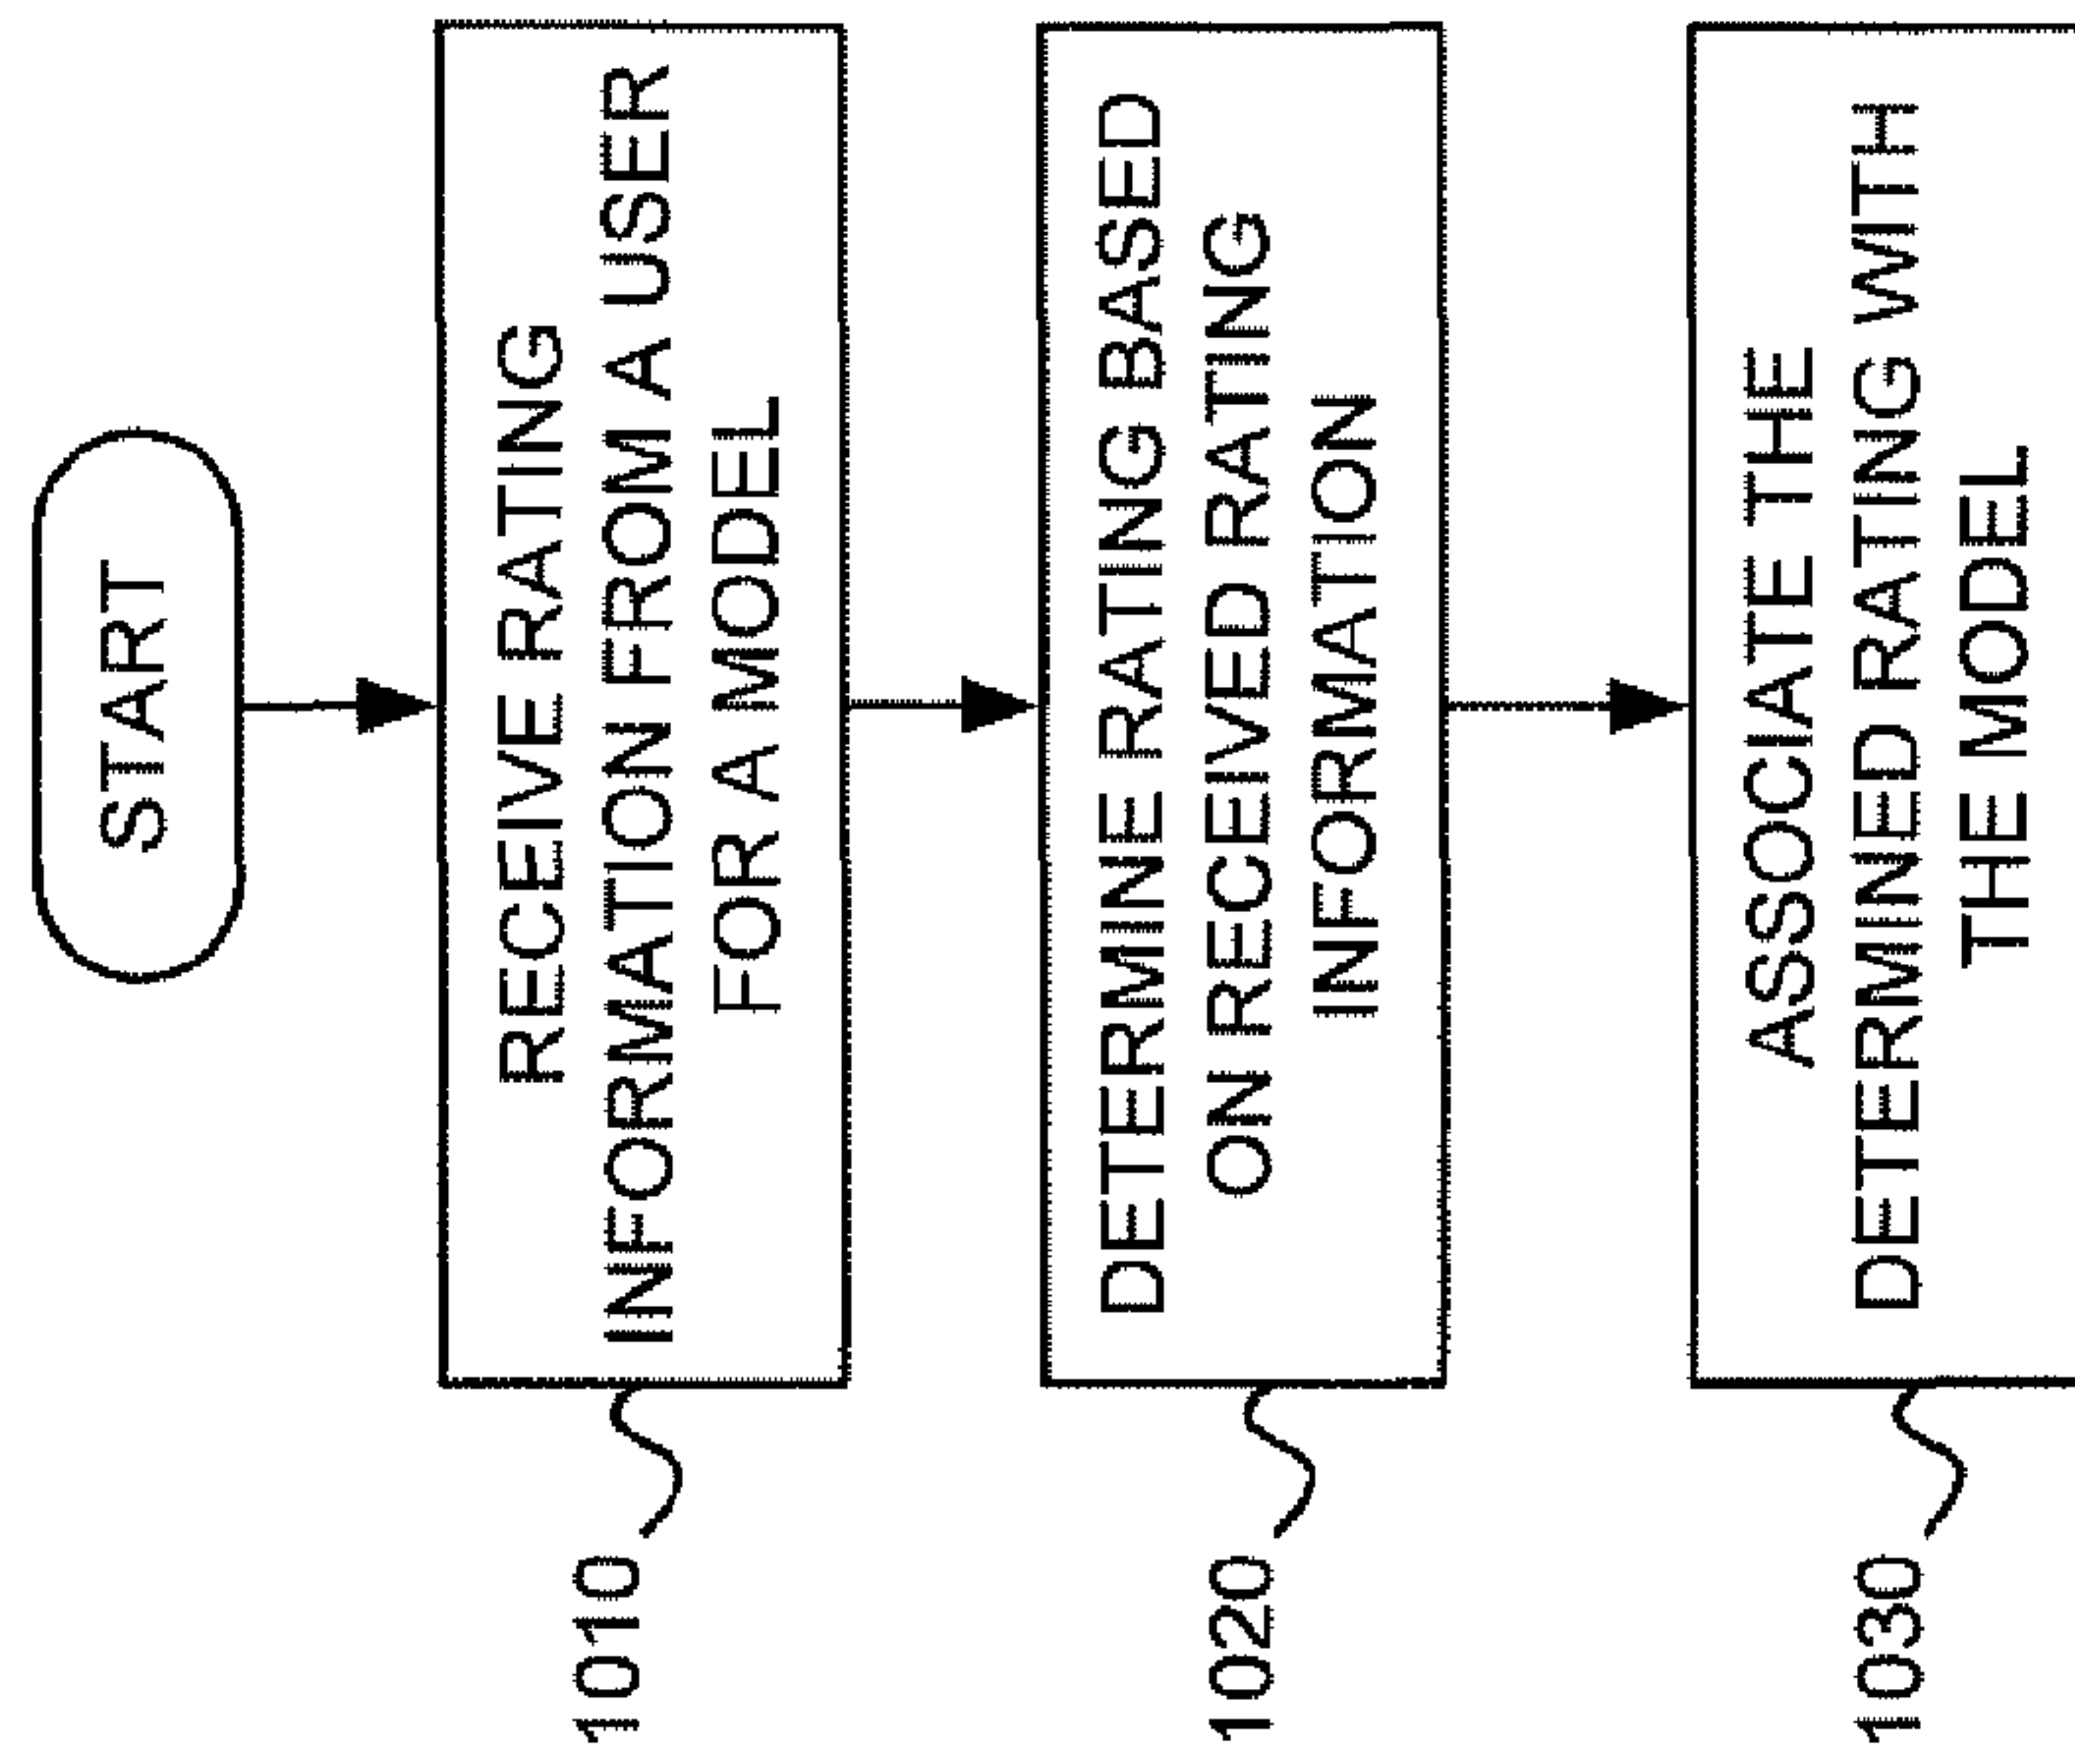 START
RECEIVE RATING
INFORMATION FROM A USER
FOR A MODEL
1010
DETERMINE RATING BASED
ON RECEIVED RATING
INFORMATION
1020
ASSOCIATE THE
DETERMINED RATING WITH
THE MODEL
1030